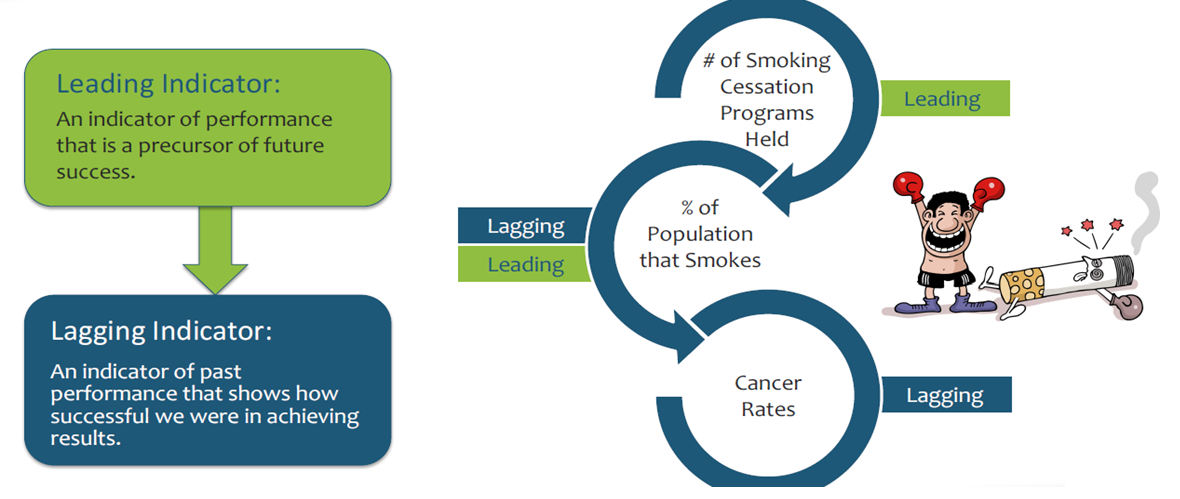 Leading Indicator:
An indicator of performance
that is a precursor of future
success.
Lagging Indicator:
An indicator of past
performance that shows how
successful we were in achieving
results.
# of Smoking
Cessation
Programs
Held
Leading
% of
Population
that Smokes
Lagging
Leading
Cancer
Rates
Lagging